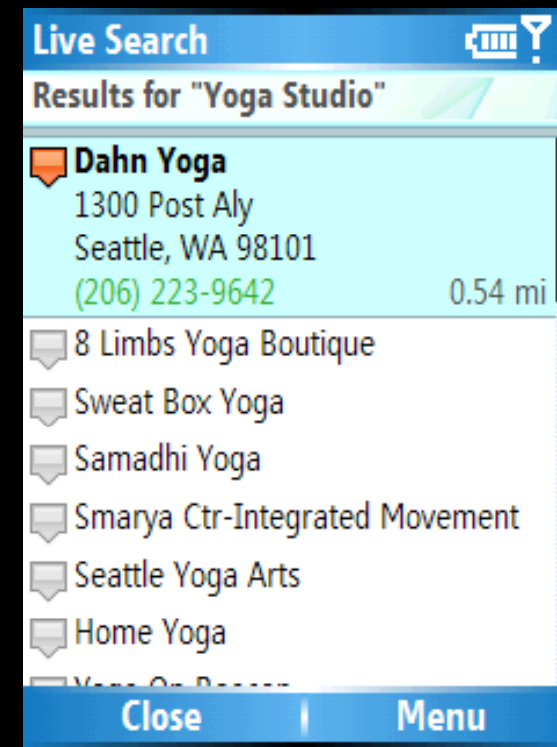 Live Search
Results for "Yoga Studio"
Dahn Yoga
1300 Post Aly
Seattle, WA 98101
(206) 223-9642 0.54 mi
8 Limbs Yoga Boutique
Sweat Box Yoga
Samadhi Yoga
Smarya Ctr-Integrated Movement
Seattle Yoga Arts
Home Yoga
Close Menu